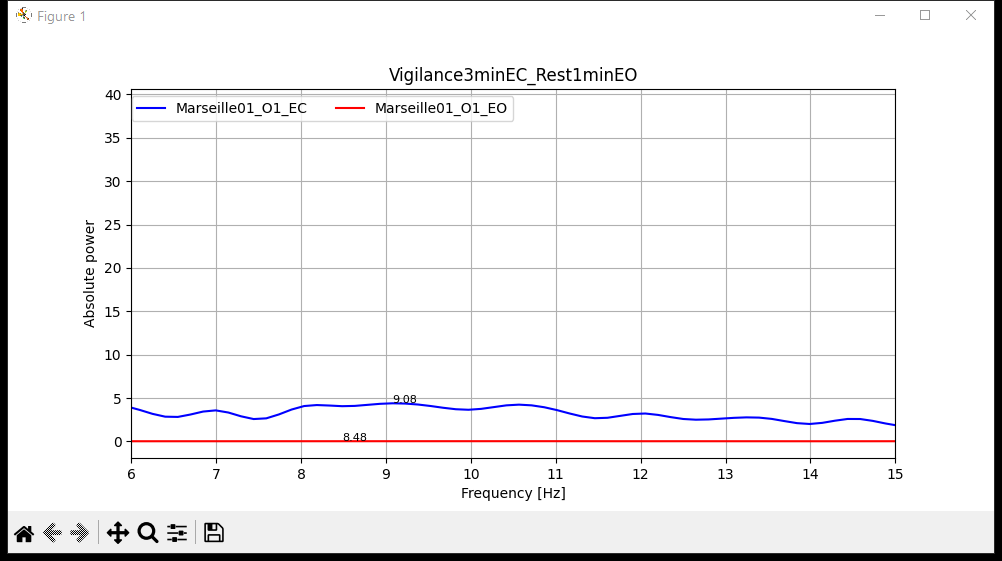 Figure 1
Vigilance3minEC_Rest1minEO
Marseille01_O1_EC
Marseille01_O1_EO
Absolute power
40
35
30
25
20
15
10
5
0
9.08
8.48
6 7 8 9 10 11 12 13 14 15
Frequency [Hz]